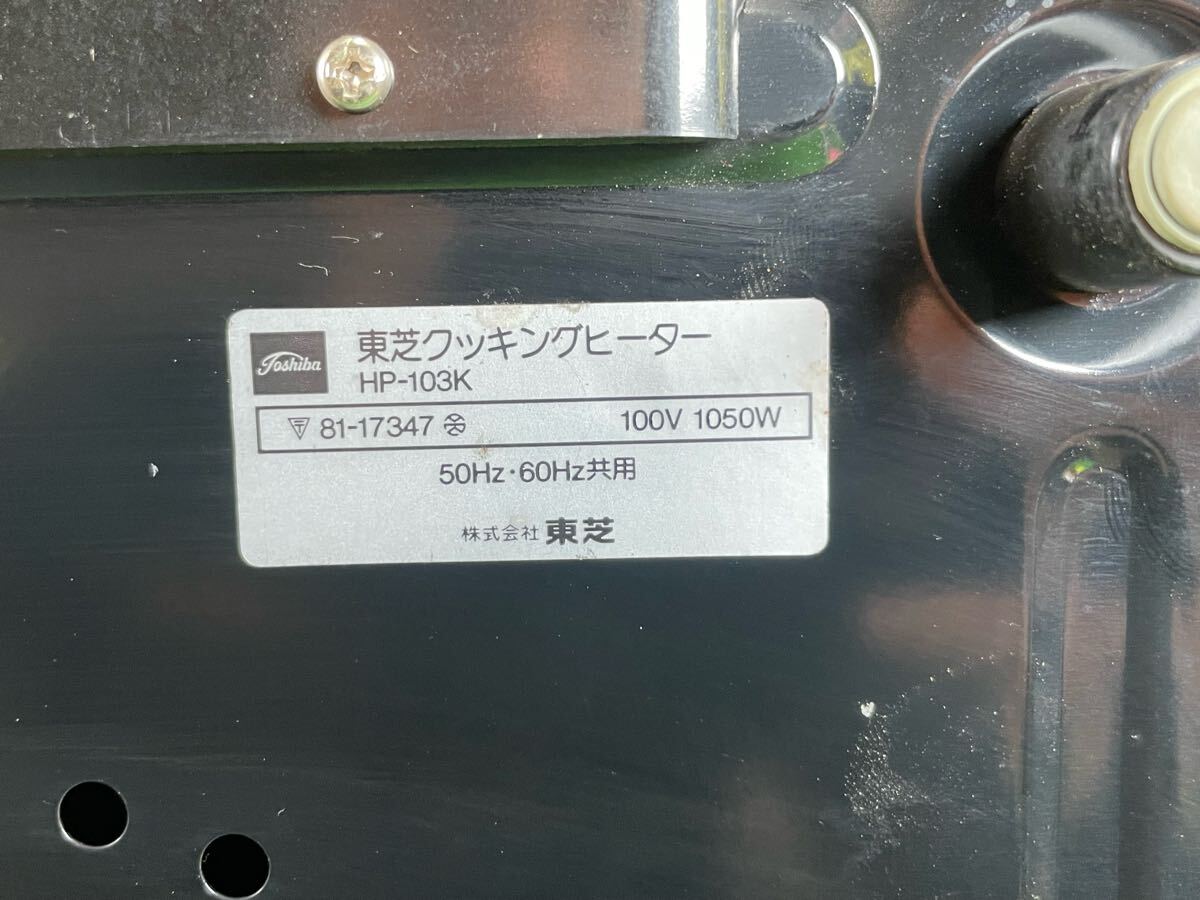 Toshiba
東芝クッキングヒーター
HP-103K
81-17347
100V 1050W
50Hz・60Hz共用
株式会社 東芝